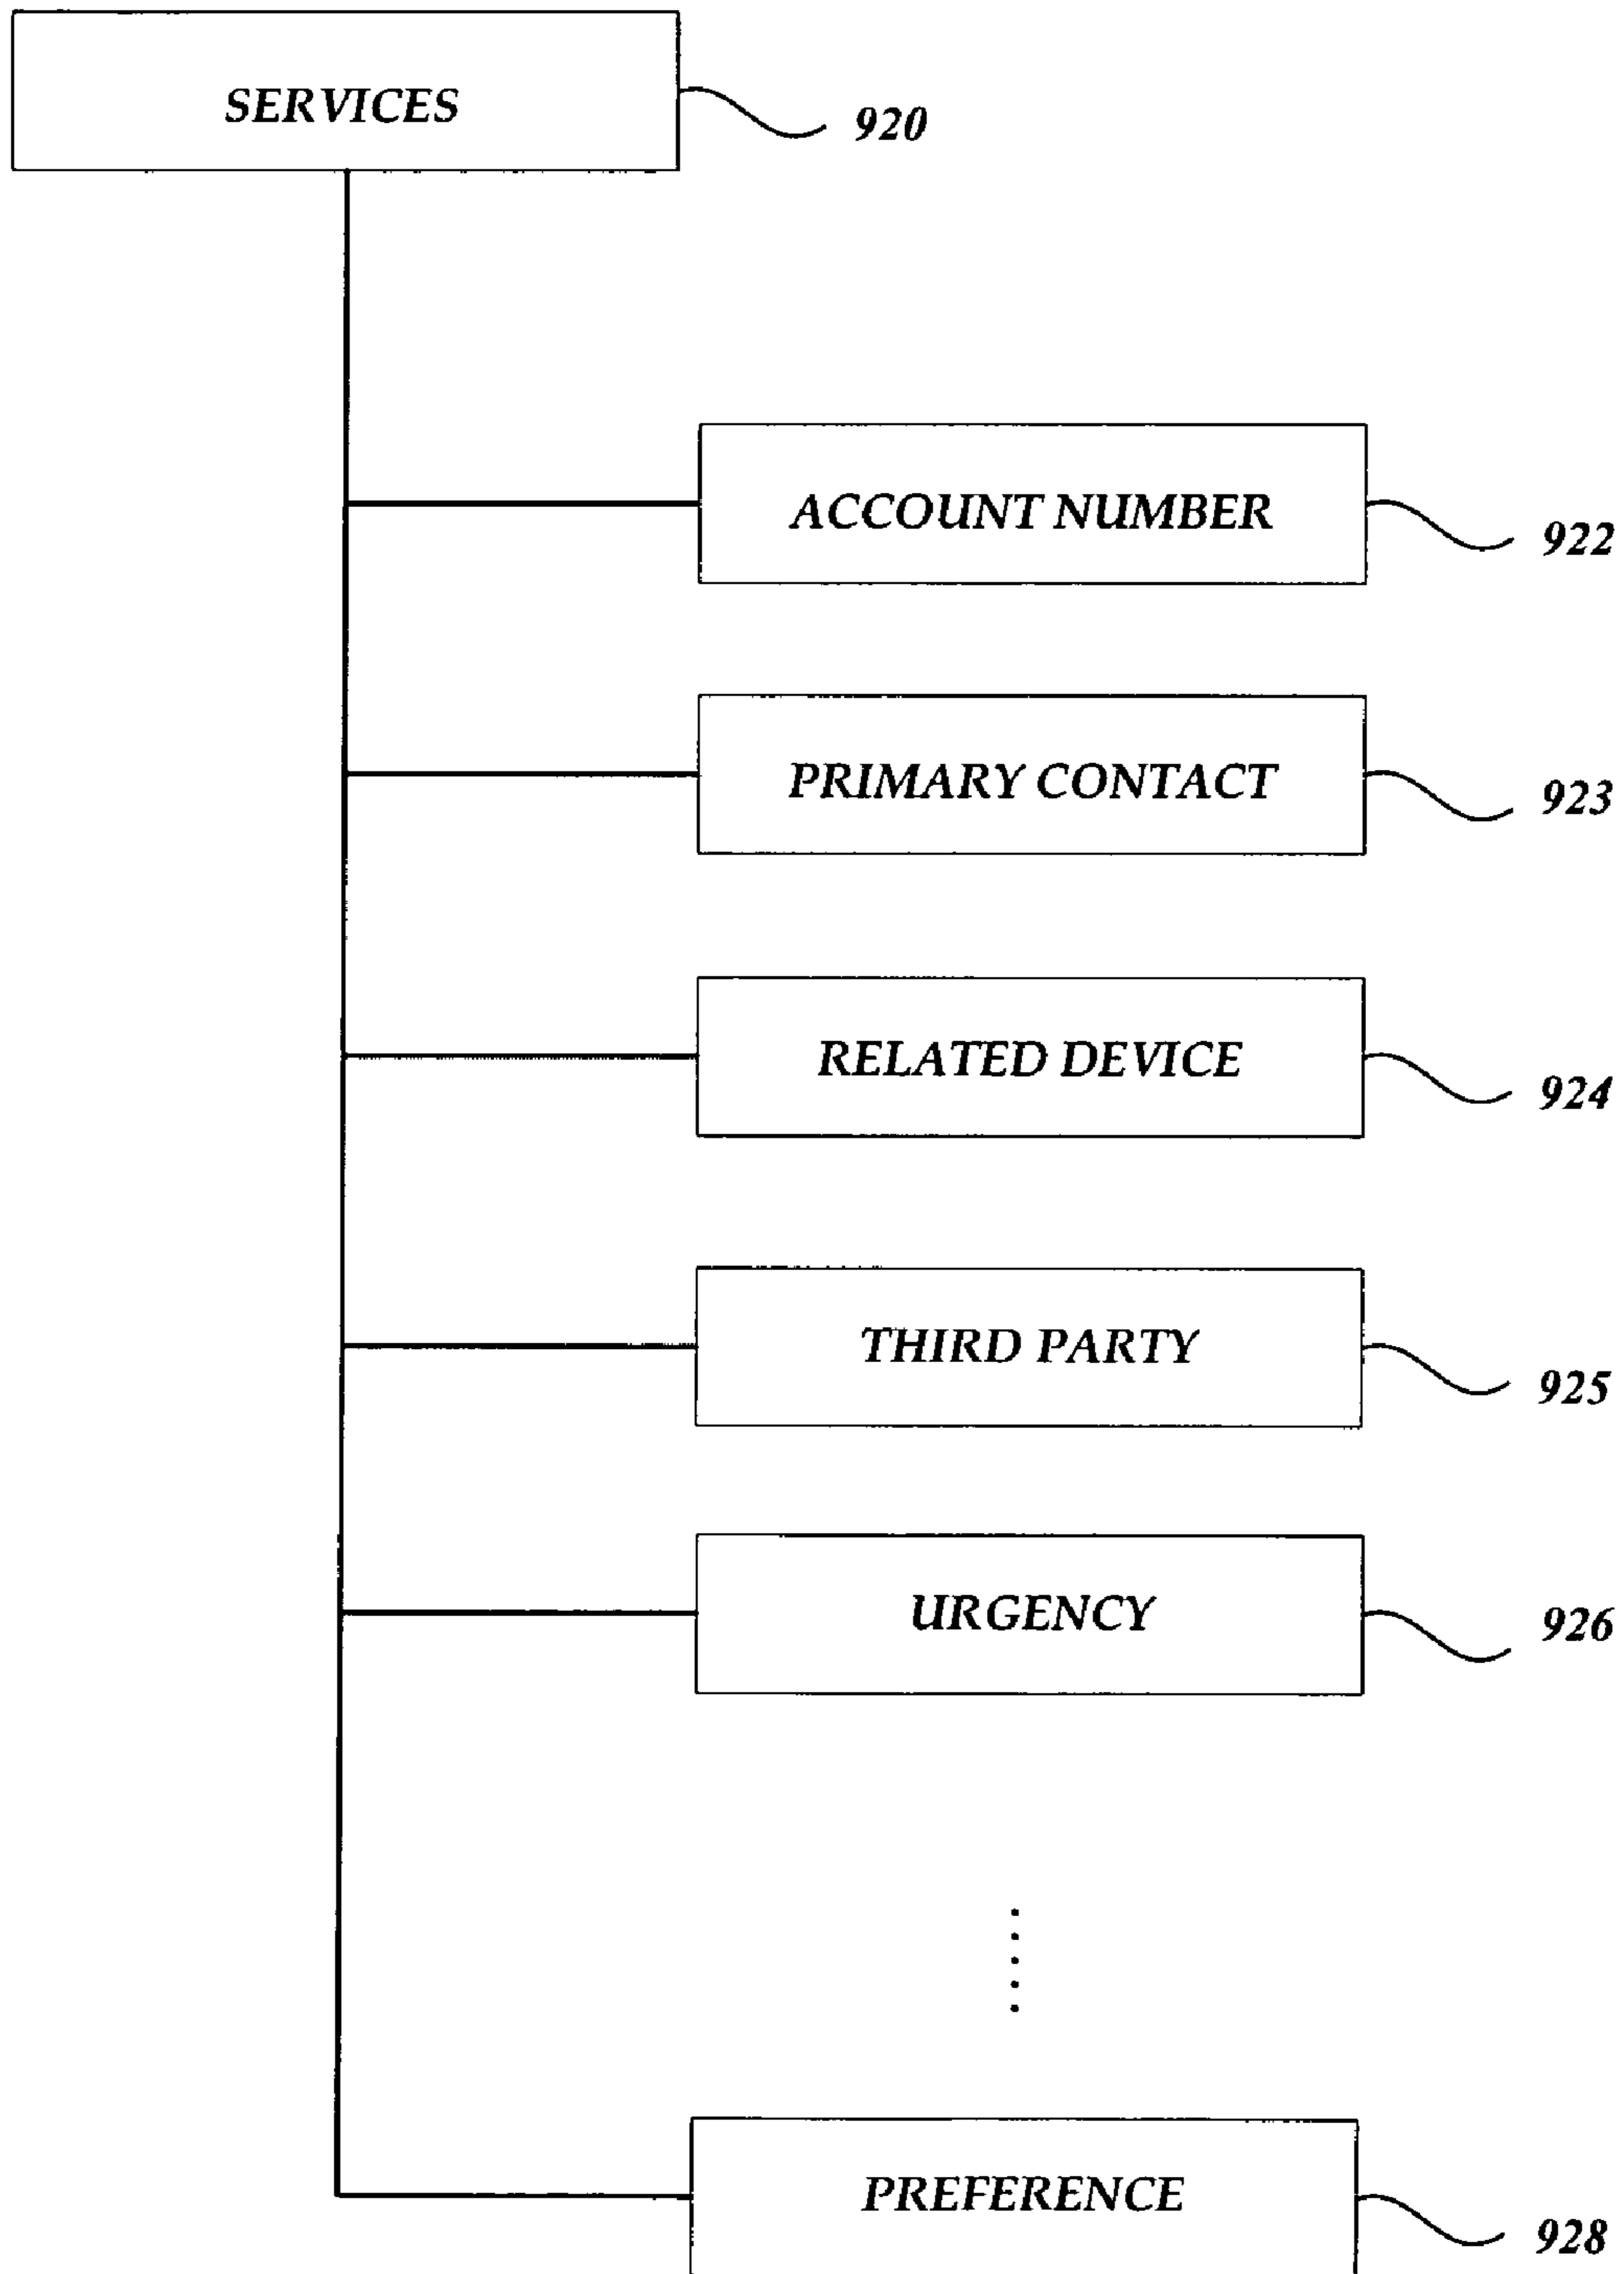 SERVICES
920
ACCOUNT NUMBER
922
PRIMARY CONTACT
923
RELATED DEVICE
924
THIRD PARTY
925
URGENCY
926
PREFERENCE
928